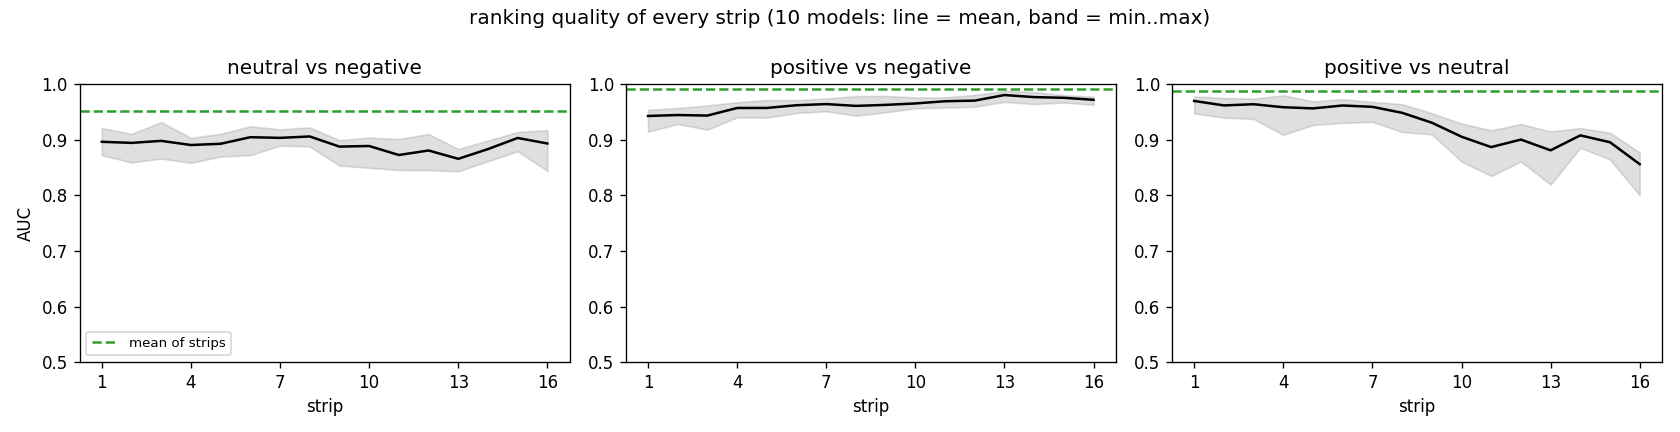 ranking quality of every strip (10 models: line = mean, band = min..max)
neutral vs negative
1.0
0.9
0.8
0.7
0.6
0.5
AUC
mean of strips
1 4 7 10 13 16
strip
positive vs negative
1.0
0.9
0.8
0.7
0.6
0.5
1 4 7 10 13 16
strip
positive vs neutral
1.0
0.9
0.8
0.7
0.6
0.5
1 4 7 10 13 16
strip